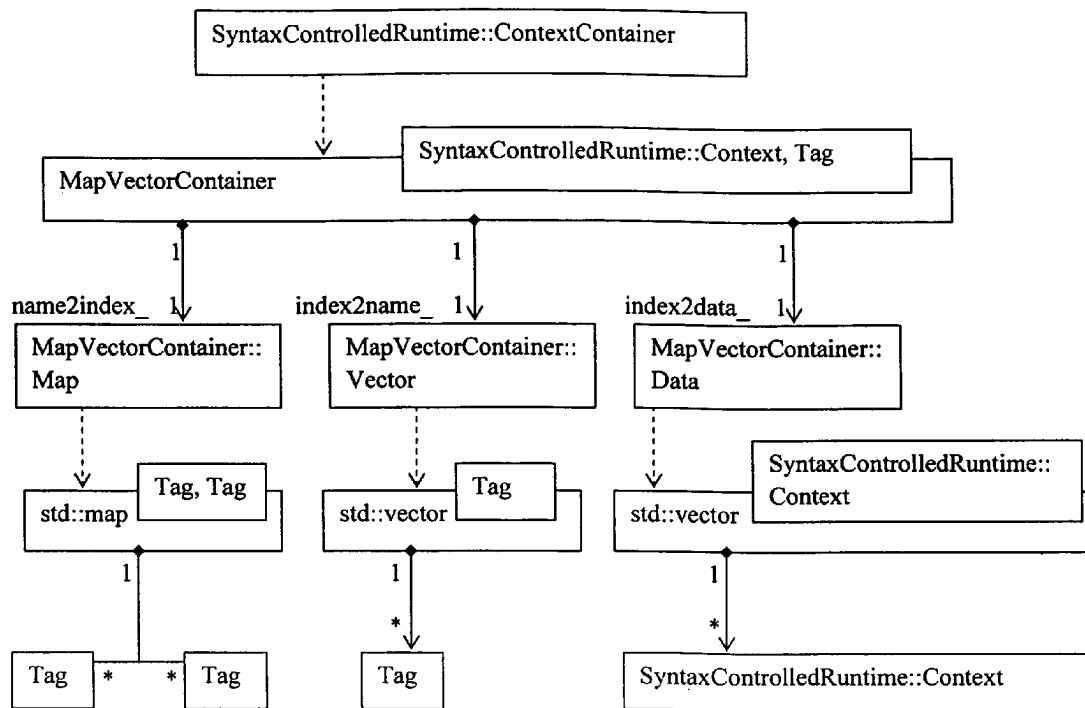 SyntaxControlledRuntime::ContextContainer
SyntaxControlledRuntime::Context, Tag
MapVectorContainer
1
1
1
name2index_
1
index2name_
1
index2data_
1
MapVectorContainer::
Map
MapVectorContainer::
Vector
MapVectorContainer::
Data
Tag, Tag
std::map
Tag
std::vector
SyntaxControlledRuntime::
Context
std::vector
1
1
1
*
*
Tag
*
*
Tag
Tag
SyntaxControlledRuntime::Context